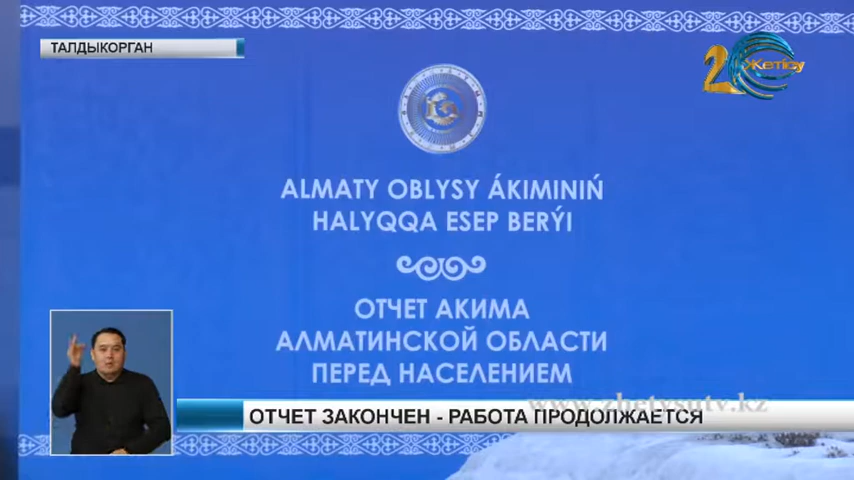 ТАЛДЫКОРГАН
20 Жетісу
ALMATY OBLYSY ÁKIMINIŃ
HALYQQA ESEP BERÝI
ОТЧЕТ АКИМА
АЛМАТИНСКОЙ ОБЛАСТИ
ПЕРЕД НАСЕЛЕНИЕМ
www.zhetysutv.kz
ОТЧЕТ ЗАКОНЧЕН - РАБОТА ПРОДОЛЖАЕТСЯ